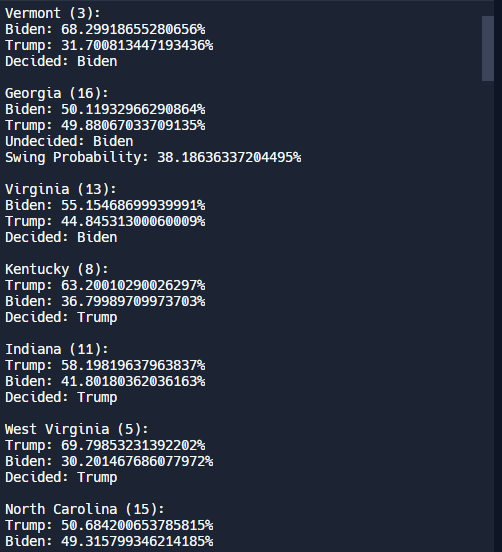 Vermont (3):
Biden: 68.29918655280656%
Trump: 31.700813447193436%
Decided: Biden
Georgia (16):
Biden: 50.11932966290864%
Trump: 49.88067033709135%
Undecided: Biden
Swing Probability: 38.18636337204495%
Virginia (13):
Biden: 55.15468699939991%
Trump: 44.84531300060009%
Decided: Biden
Kentucky (8):
Trump: 63.20010290026297%
Biden: 36.79989709973703%
Decided: Trump
Indiana (11):
Trump: 58.19819637963837%
Biden: 41.80180362036163%
Decided: Trump
West Virginia (5):
Trump: 69.79853231392202%
Biden: 30.201467686077972%
Decided: Trump
North Carolina (15):
Trump: 50.684200653785815%
Biden: 49.315799346214185%